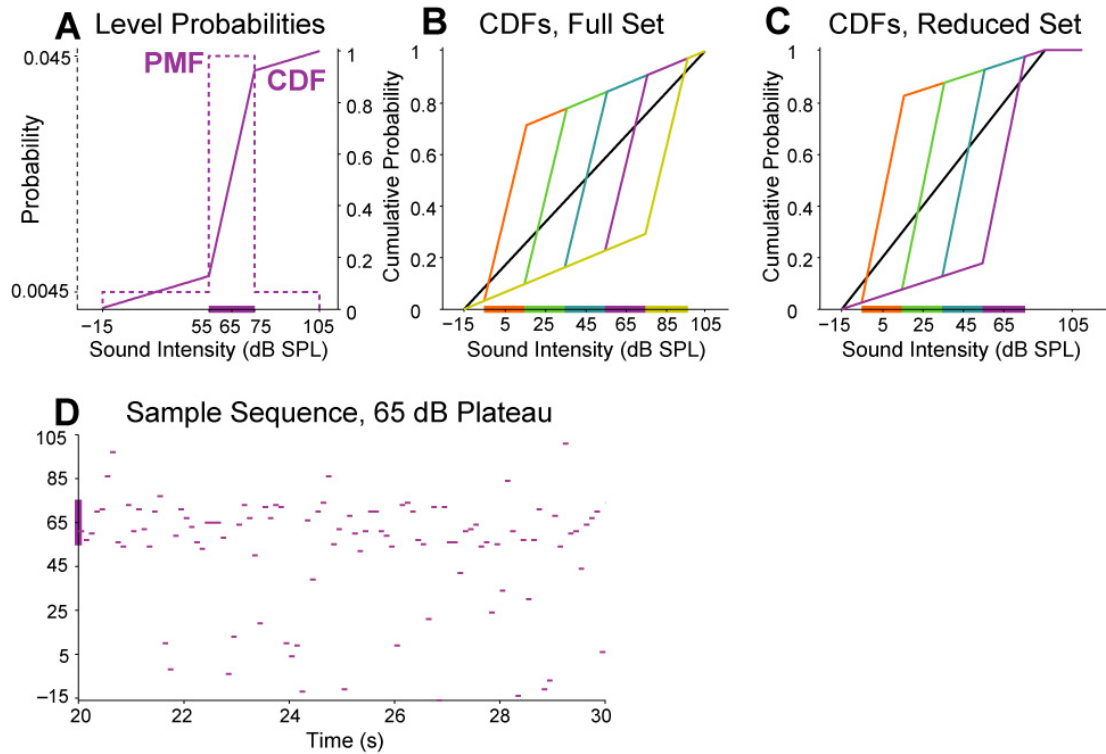 A Level Probabilities
PMF
CDF
Probability
0.045
0.0045
1
0.8
0.6
0.4
0.2
0
−15 55 65 75 105
Sound Intensity (dB SPL)
B CDFs, Full Set
Cumulative Probability
1
0.8
0.6
0.4
0.2
0
−15 5 25 45 65 105
Sound Intensity (dB SPL)
C CDFs, Reduced Set
Cumulative Probability
1
0.8
0.6
0.4
0.2
0
−15 5 25 45 65 105
Sound Intensity (dB SPL)
D Sample Sequence, 65 dB Plateau
105
85
65
45
25
5
−15
20 22 24 26 28 30
Time (s)